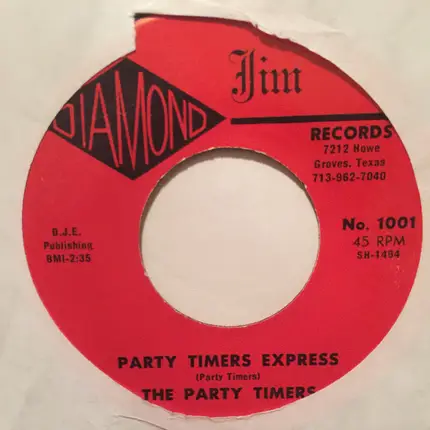 DIAMOND
Jim
RECORDS
7212 Howe
Groves, Texas
713-962-7040
D.J.E.
Publishing
BMI-2:35
No. 1001
45 RPM
SH-1484
PARTY TIMERS EXPRESS
(Party Timers)
THE PARTY TIMERS